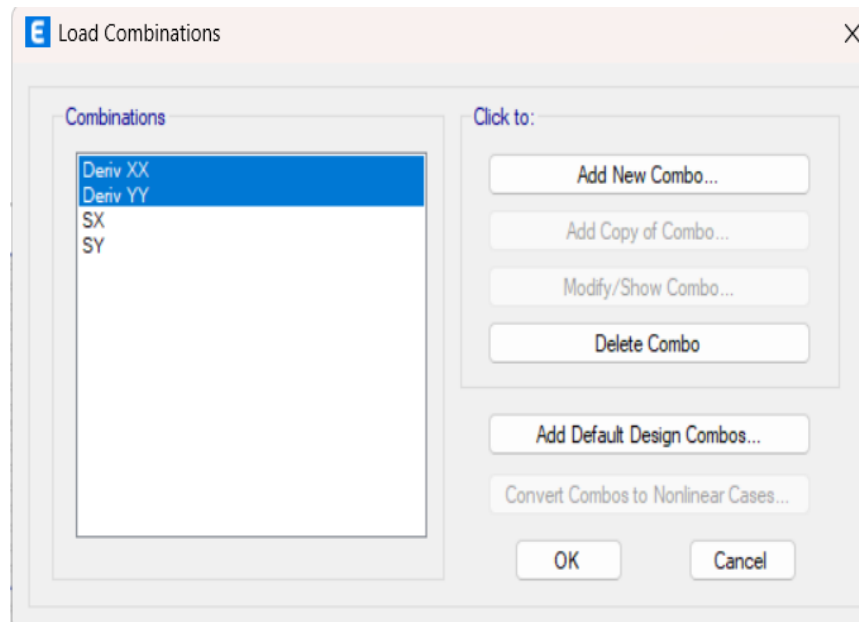 E Load Combinations
Combinations
Deriv XX
Deriv YY
SX
SY
Click to:
Add New Combo...
Add Copy of Combo...
Modify/Show Combo...
Delete Combo
Add Default Design Combos...
Convert Combos to Nonlinear Cases...
OK
Cancel